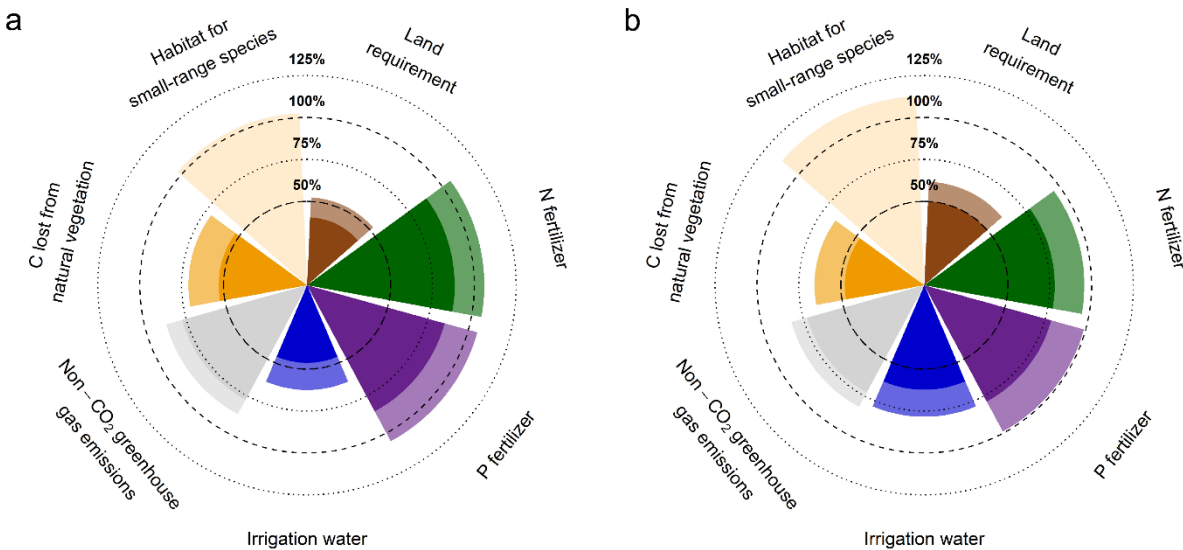 a
Habitat for
small-range species
Land
requirement
125%
100%
75%
50%
C lost from
natural vegetation
N fertilizer
Non – CO₂ greenhouse
gas emissions
P fertilizer
Irrigation water
b
Habitat for
small-range species
Land
requirement
125%
100%
75%
50%
C lost from
natural vegetation
N fertilizer
Non – CO₂ greenhouse
gas emissions
P fertilizer
Irrigation water